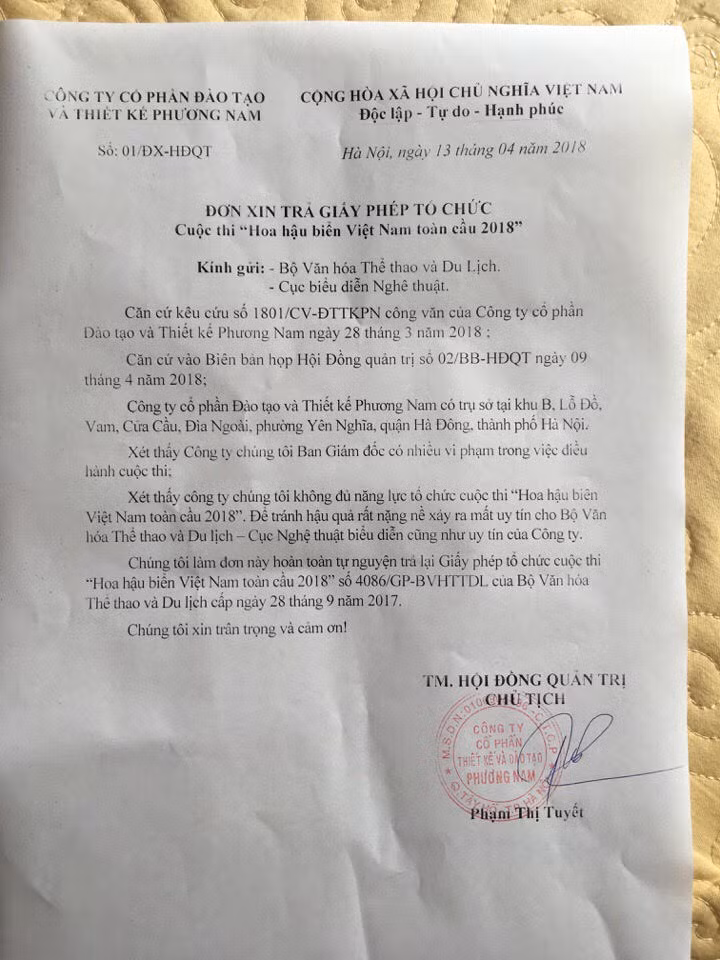 CÔNG TY CỔ PHẦN ĐÀO TẠO
VÀ THIẾT KẾ PHƯƠNG NAM
Số: 01/ĐX-HĐQT
CỘNG HÒA XÃ HỘI CHỦ NGHĨA VIỆT NAM
Độc lập - Tự do - Hạnh phúc
Hà Nội, ngày 13 tháng 04 năm 2018
ĐƠN XIN TRẢ GIẤY PHÉP TỔ CHỨC
Cuộc thi “Hoa hậu biển Việt Nam toàn cầu 2018”
Kính gửi: - Bộ Văn hóa Thể thao và Du Lịch.
- Cục biểu diễn Nghê thuật.
Căn cứ kêu cứu số 1801/CV-ĐTTKPN công văn của Công ty cổ phần
Đào tạo và Thiết kế Phương Nam ngày 28 tháng 3 năm 2018 ;
Căn cứ vào Biên bản họp Hội Đồng quản trị số 02/BB-HĐQT ngày 09
tháng 4 năm 2018;
Công ty cổ phần Đào tạo và Thiết kế Phương Nam có trụ sở tại khu B, Lỗ Đồ,
Vam, Cửa Cầu, Đìa Ngoải, phường Yên Nghĩa, quận Hà Đông, thành phố Hà Nội.
Xét thấy Công ty chúng tôi Ban Giám đốc có nhiều vi phạm trong việc điều
hành cuộc thi;
Xét thấy công ty chúng tôi không đủ năng lực tổ chức cuộc thi “Hoa hậu biên
Việt Nam toàn cầu 2018”. Để tránh hậu quả rất nặng nề xảy ra mất uy tín cho Bộ Văn
hóa Thể thao và Du lịch – Cục Nghệ thuật biểu diễn cũng như uy tín của Công ty.
Chúng tôi làm đơn này hoàn toàn tự nguyện trả lại Giấy phép tổ chức cuộc thi
“Hoa hậu biển Việt Nam toàn cầu 2018” số 4086/GP-BVHTTDL của Bộ Văn hóa
Thể thao và Du lịch cấp ngày 28 tháng 9 năm 2017.
Chúng tôi xin trân trọng và cảm ơn!
TM. HỘI ĐỒNG QUẢN TRỊ
CHỦ TỊCH
CÔNG TY
CỔ PHẦN
THIẾT KẾ VÀ ĐÀO TẠO
PHƯƠNG NAM
Q.TÂY HỒ - T.P HÀ NỘI
Phạm Thị Tuyết